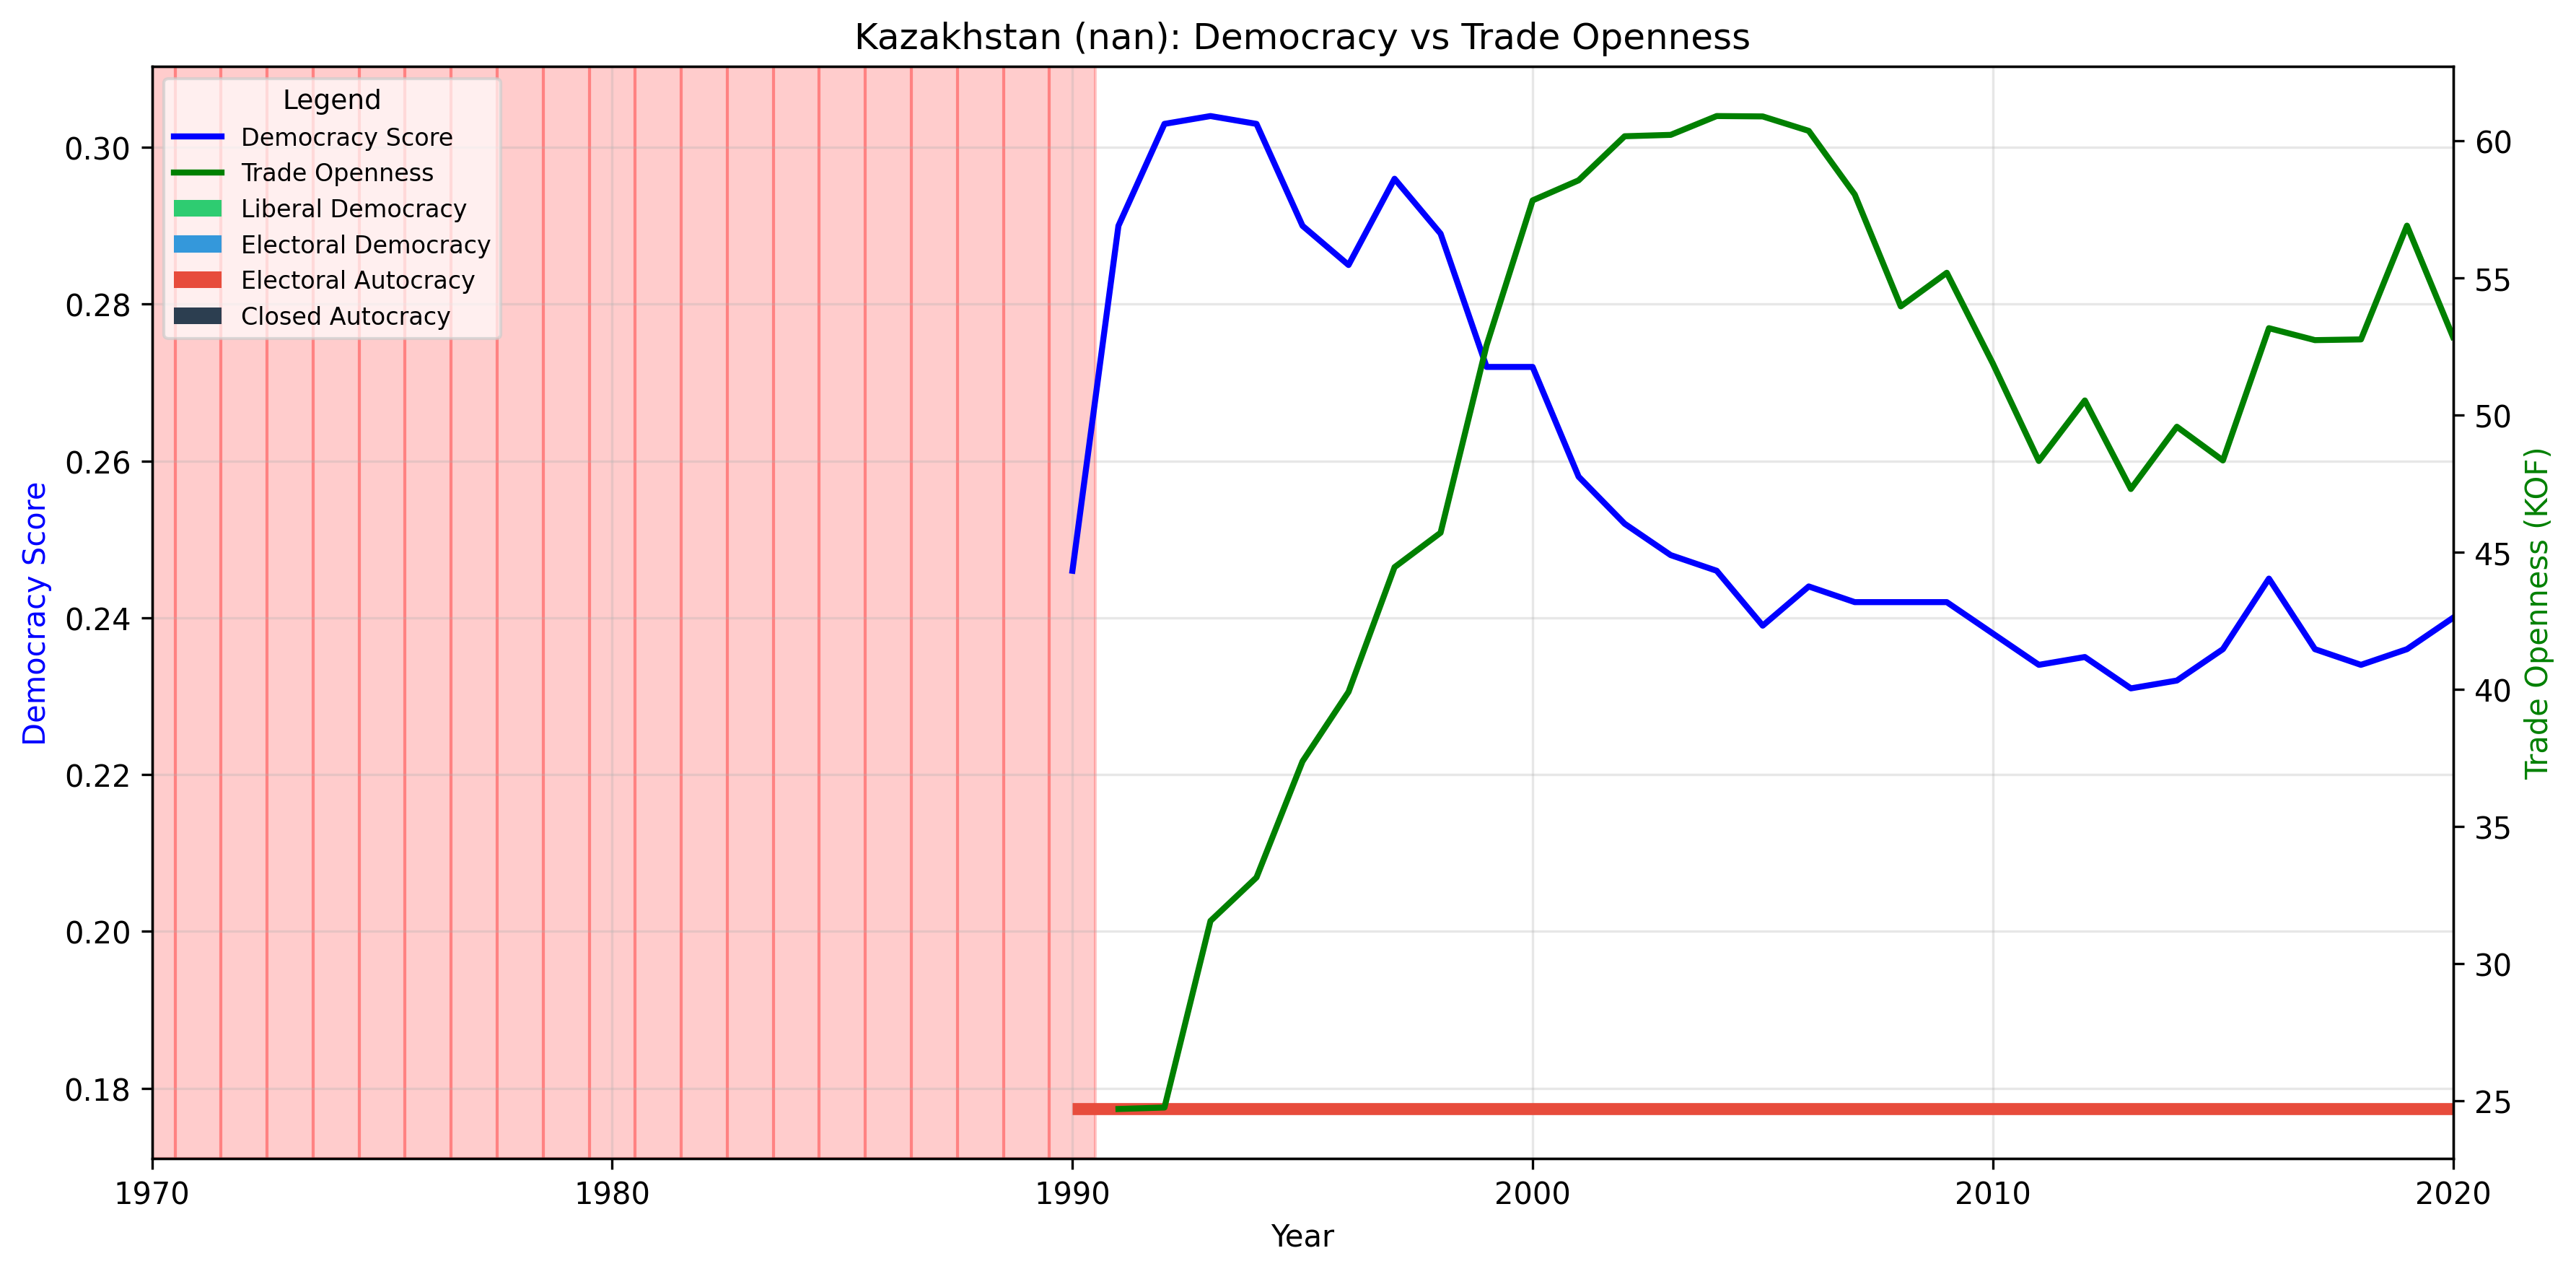 Kazakhstan (nan): Democracy vs Trade Openness
Legend
Democracy Score
Trade Openness
Liberal Democracy
Electoral Democracy
Electoral Autocracy
Closed Autocracy
0.30
0.28
0.26
0.24
0.22
0.20
0.18
Democracy Score
60
55
50
45
40
35
30
25
Trade Openness (KOF)
1970
1980
1990
2000
2010
2020
Year